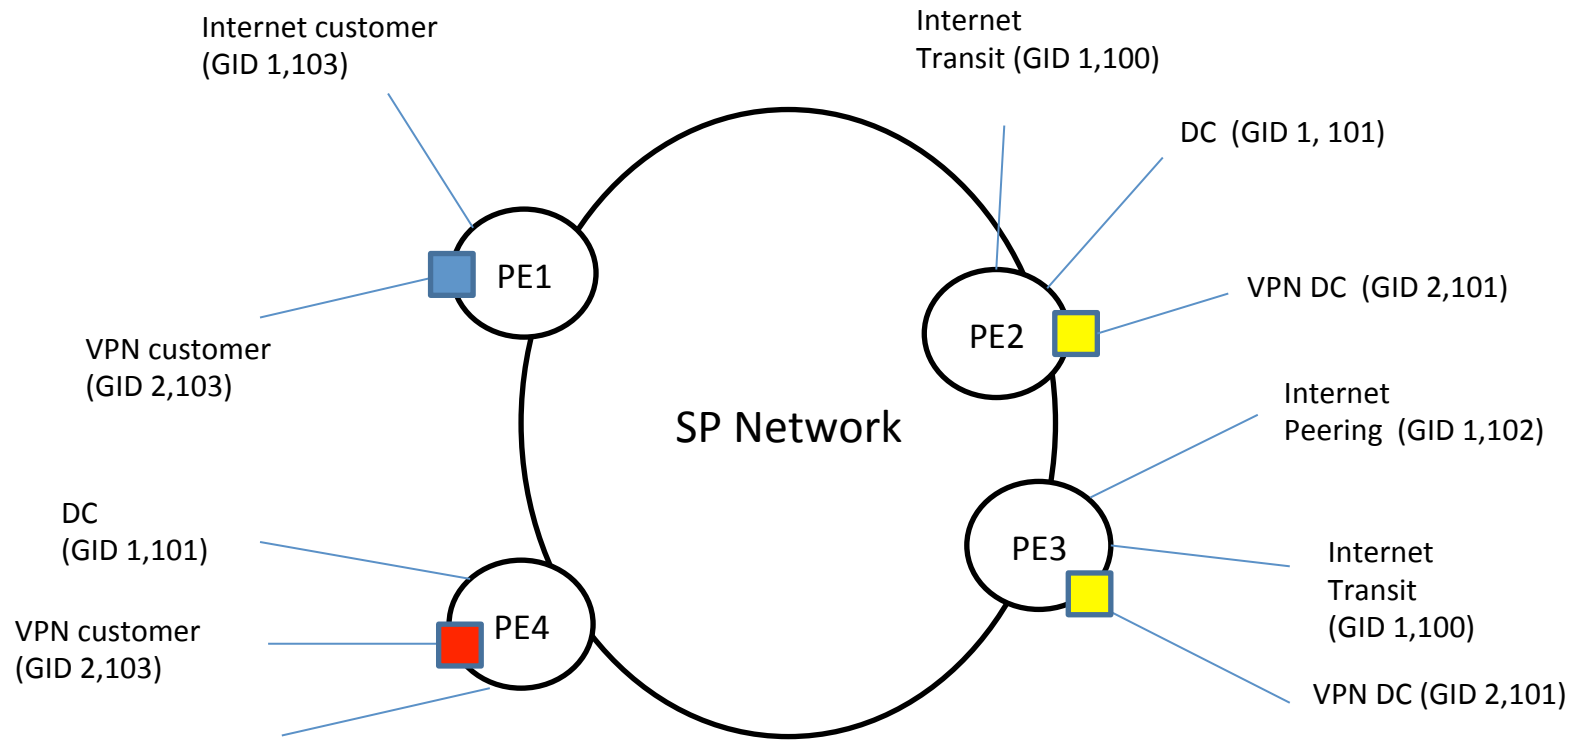 Internet customer
(GID 1,103)
Internet
Transit (GID 1,100)
DC  (GID 1, 101)
PE1
VPN DC  (GID 2,101)
PE2
VPN customer
(GID 2,103)
Internet
Peering  (GID 1,102)
SP Network
DC
(GID 1,101)
PE3
Internet
Transit
(GID 1,100)
VPN customer
(GID 2,103)
PE4
VPN DC (GID 2,101)